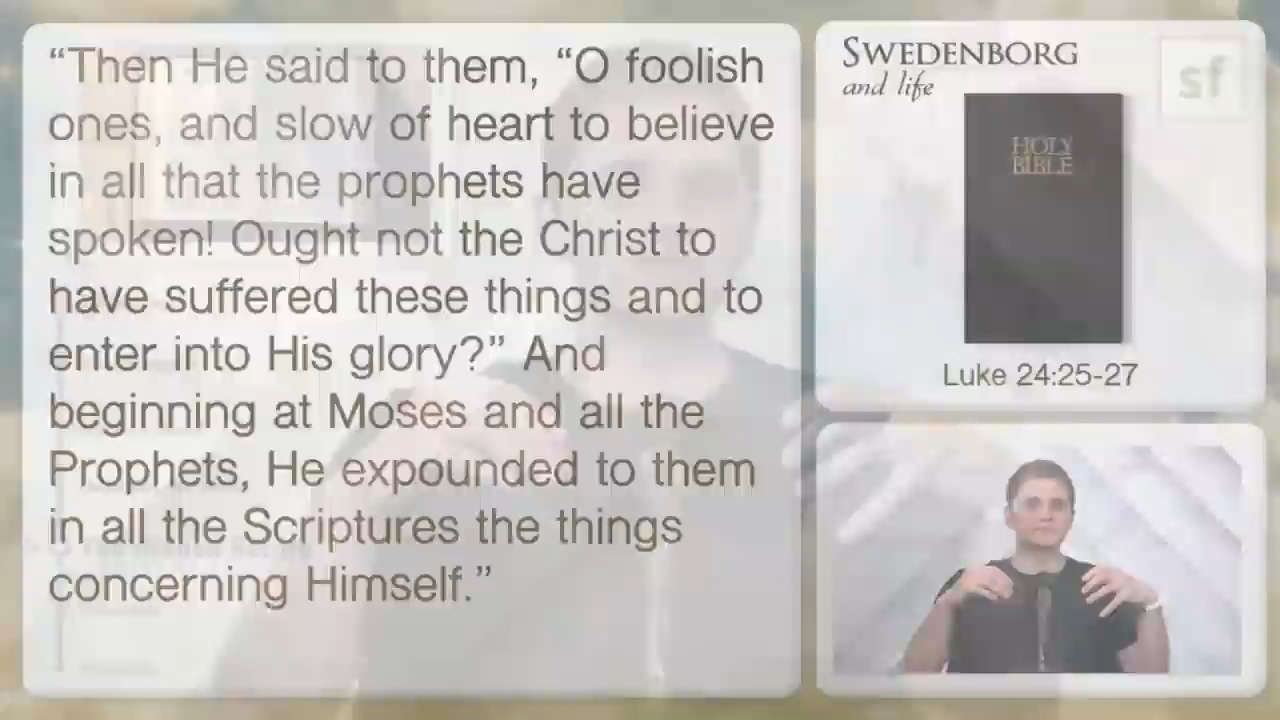 “Then He said to them, “O foolish
ones, and slow of heart to believe
in all that the prophets have
spoken! Ought not the Christ to
have suffered these things and to
enter into His glory?” And
beginning at Moses and all the
Prophets, He expounded to them
in all the Scriptures the things
concerning Himself.”
SWEDENBORG
and life
sf
HOLY
BIBLE
Luke 24:25-27